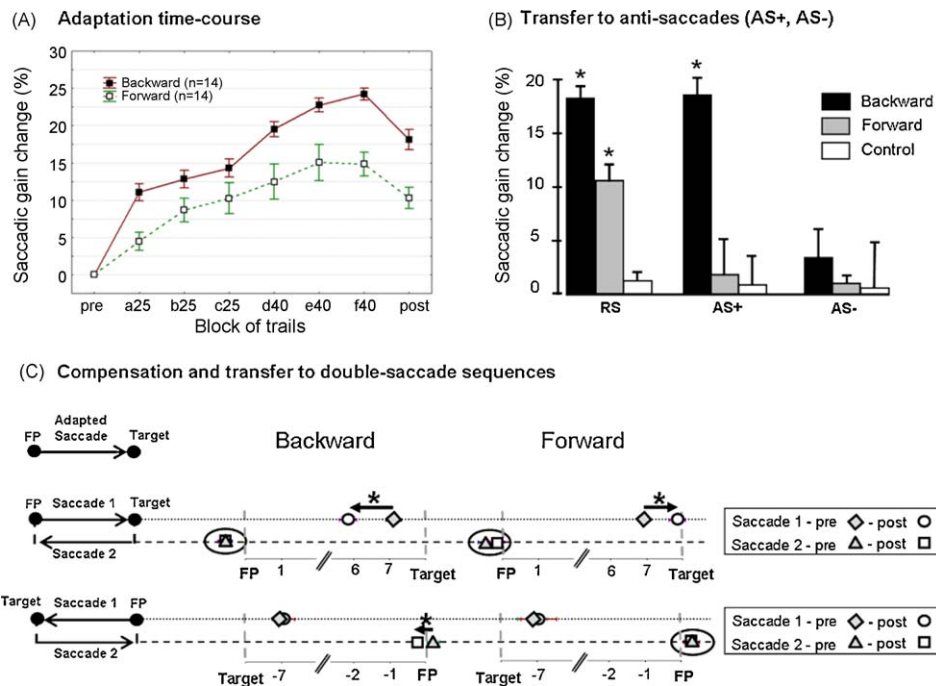 (A) Adaptation time-course
Saccadic gain change (%)
30
25
20
15
10
5
0
Backward (n=14)
Forward (n=14)
pre a25 b25 c25 d40 e40 f40 post
Block of trails
(B) Transfer to anti-saccades (AS+, AS-)
Saccadic gain change (%)
20
15
10
5
0
* * *
Backward
Forward
Control
RS AS+ AS-
(C) Compensation and transfer to double-saccade sequences
Backward Forward
FP Adapted Saccade Target
FP Saccade 1 Target
Saccade 2
* *
FP 1 // 6 7 Target FP 1 // 6 7 Target
Saccade 1 - pre - post
Saccade 2 - pre - post
Target Saccade 1 FP
Saccade 2
*
Target -7 // -2 -1 FP Target -7 // -2 -1 FP
Saccade 1 - pre - post
Saccade 2 - pre - post